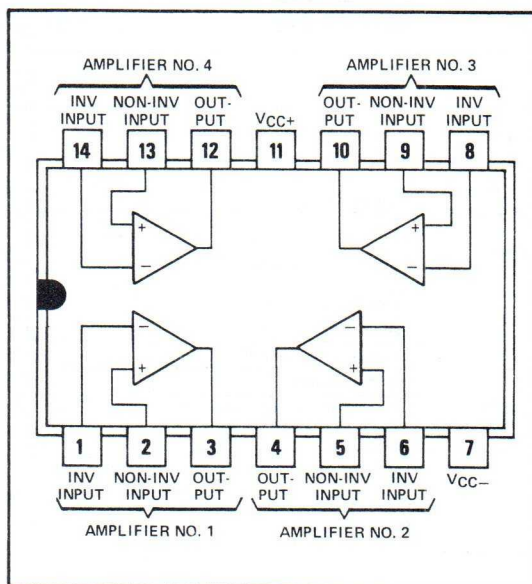 AMPLIFIER NO. 4 AMPLIFIER NO. 3
INV NON-INV OUT- VCC+ OUT- NON-INV INV
INPUT INPUT PUT PUT INPUT INPUT
14 13 12 11 10 9 8
+ +
− −
− −
+ +
1 2 3 4 5 6 7
INV NON-INV OUT- OUT- NON-INV INV VCC−
INPUT INPUT PUT PUT INPUT INPUT
AMPLIFIER NO. 1 AMPLIFIER NO. 2